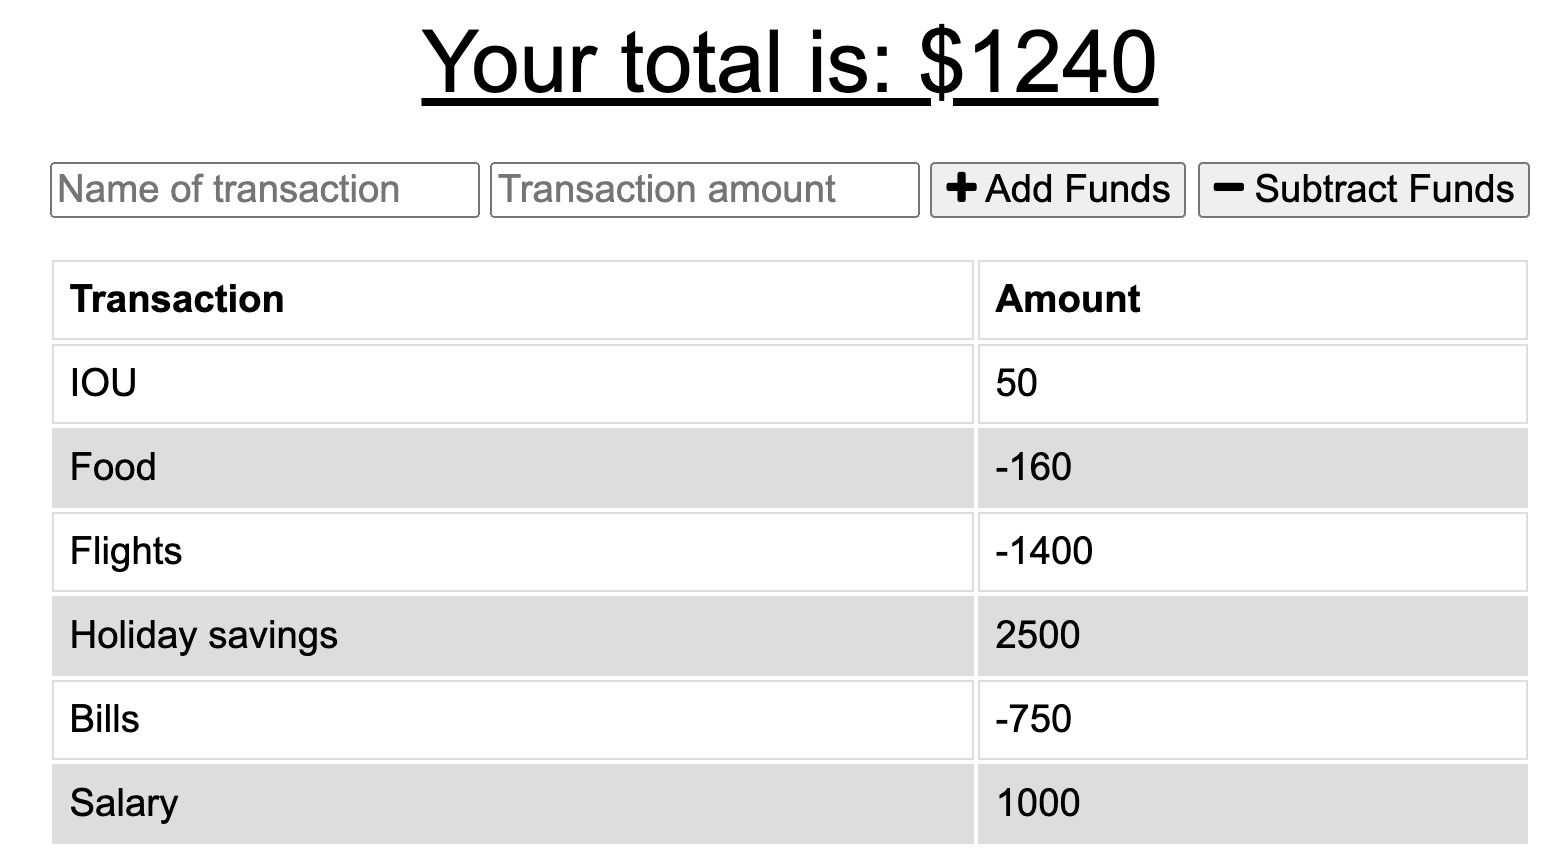 Your total is: $1240
Name of transaction Transaction amount Add Funds Subtract Funds
Transaction Amount
IOU 50
Food -160
Flights -1400
Holiday savings 2500
Bills -750
Salary 1000